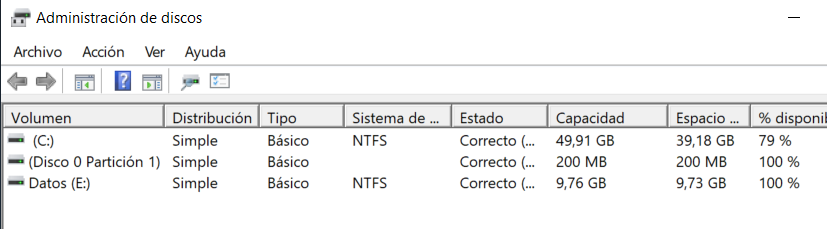 Administración de discos
Archivo Acción Ver Ayuda
Volumen Distribución Tipo Sistema de ... Estado Capacidad Espacio ... % disponib
(C:) Simple Básico NTFS Correcto (... 49,91 GB 39,18 GB 79 %
(Disco 0 Partición 1) Simple Básico Correcto (... 200 MB 200 MB 100 %
Datos (E:) Simple Básico NTFS Correcto (... 9,76 GB 9,73 GB 100 %